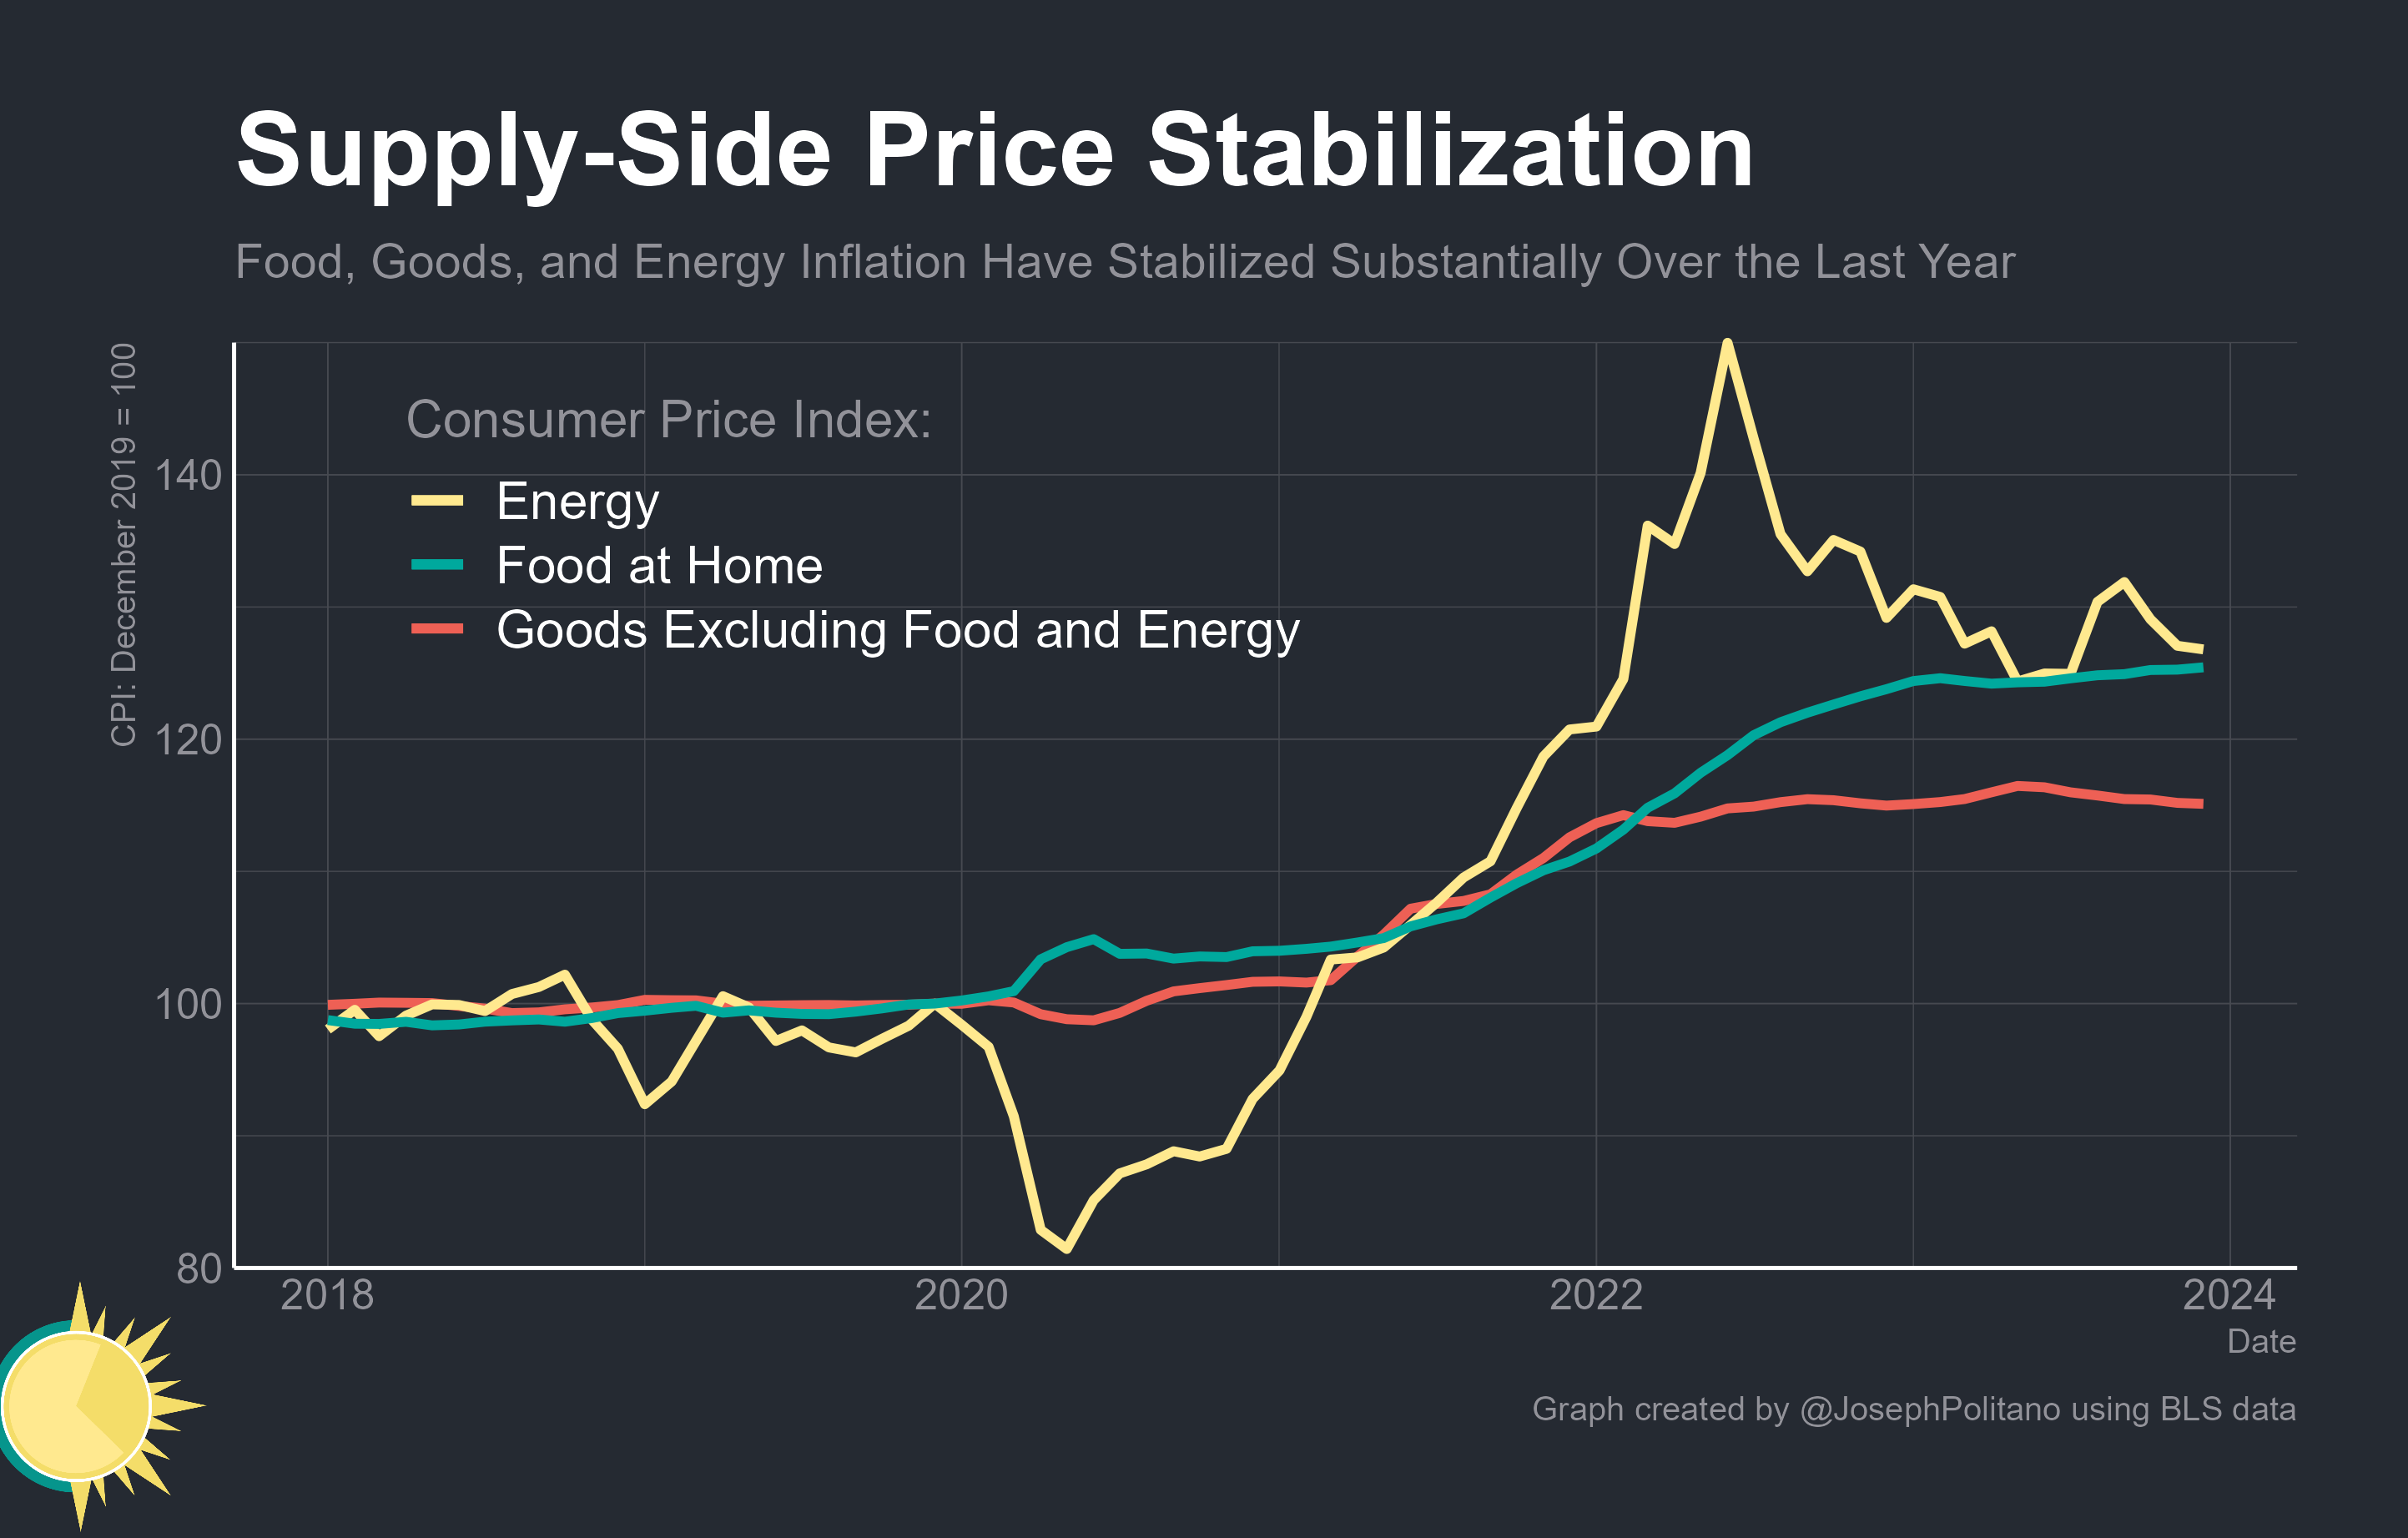 Supply-Side Price Stabilization
Food, Goods, and Energy Inflation Have Stabilized Substantially Over the Last Year
CPI: December 2019 = 100
Consumer Price Index:
Energy
Food at Home
Goods Excluding Food and Energy
140
120
100
80
2018
2020
2022
2024
Date
Graph created by @JosephPolitano using BLS data